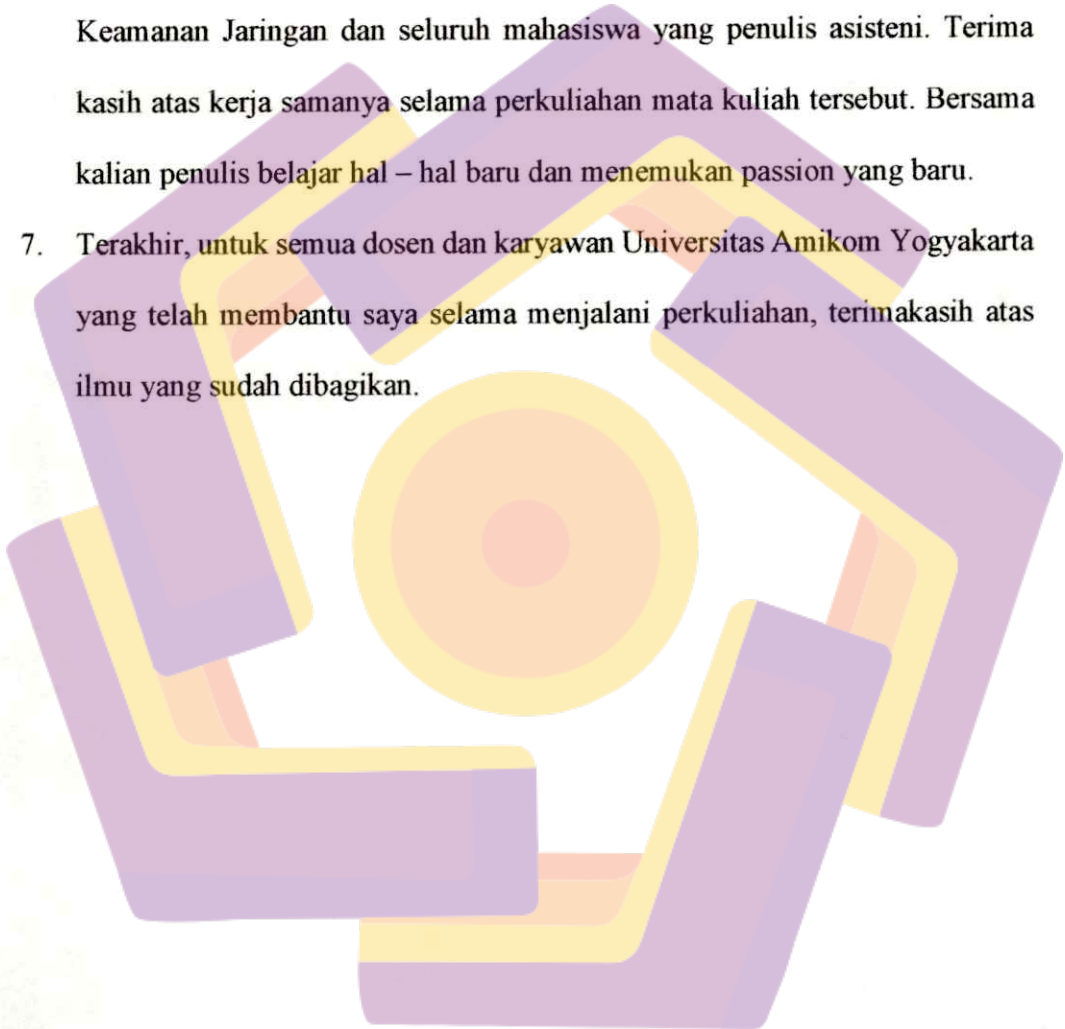 Keamanan Jaringan dan seluruh mahasiswa yang penulis asisteni. Terima
kasih atas kerja samanya selama perkuliahan mata kuliah tersebut. Bersama
kalian penulis belajar hal – hal baru dan menemukan passion yang baru.
7. Terakhir, untuk semua dosen dan karyawan Universitas Amikom Yogyakarta
yang telah membantu saya selama menjalani perkuliahan, terimakasih atas
ilmu yang sudah dibagikan.